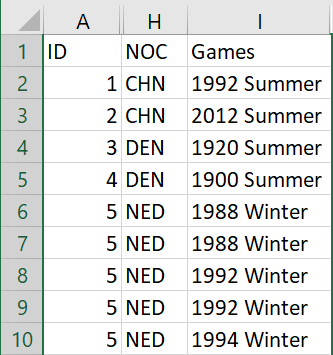 A H I
1 ID NOC Games
2 1 CHN 1992 Summer
3 2 CHN 2012 Summer
4 3 DEN 1920 Summer
5 4 DEN 1900 Summer
6 5 NED 1988 Winter
7 5 NED 1988 Winter
8 5 NED 1992 Winter
9 5 NED 1992 Winter
10 5 NED 1994 Winter